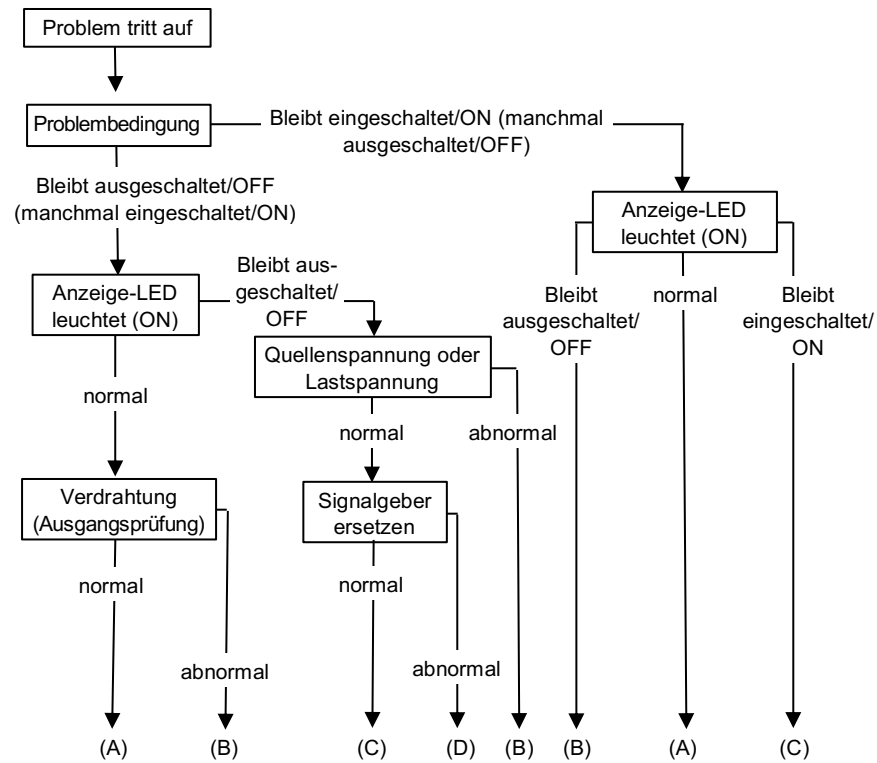 Problem tritt auf
Problembedingung
Bleibt eingeschaltet/ON (manchmal
ausgeschaltet/OFF)
Bleibt ausgeschaltet/OFF
(manchmal eingeschaltet/ON)
Anzeige-LED
leuchtet (ON)
Anzeige-LED
leuchtet (ON)
Bleibt aus-
geschaltet/
OFF
Bleibt
ausgeschaltet/
OFF
normal
Bleibt
eingeschaltet/
ON
Quellenspannung oder
Lastspannung
normal
normal
abnormal
Verdrahtung
(Ausgangsprüfung)
Signalgeber
ersetzen
normal
normal
abnormal
abnormal
(A)
(B)
(C)
(D)
(B)
(B)
(A)
(C)